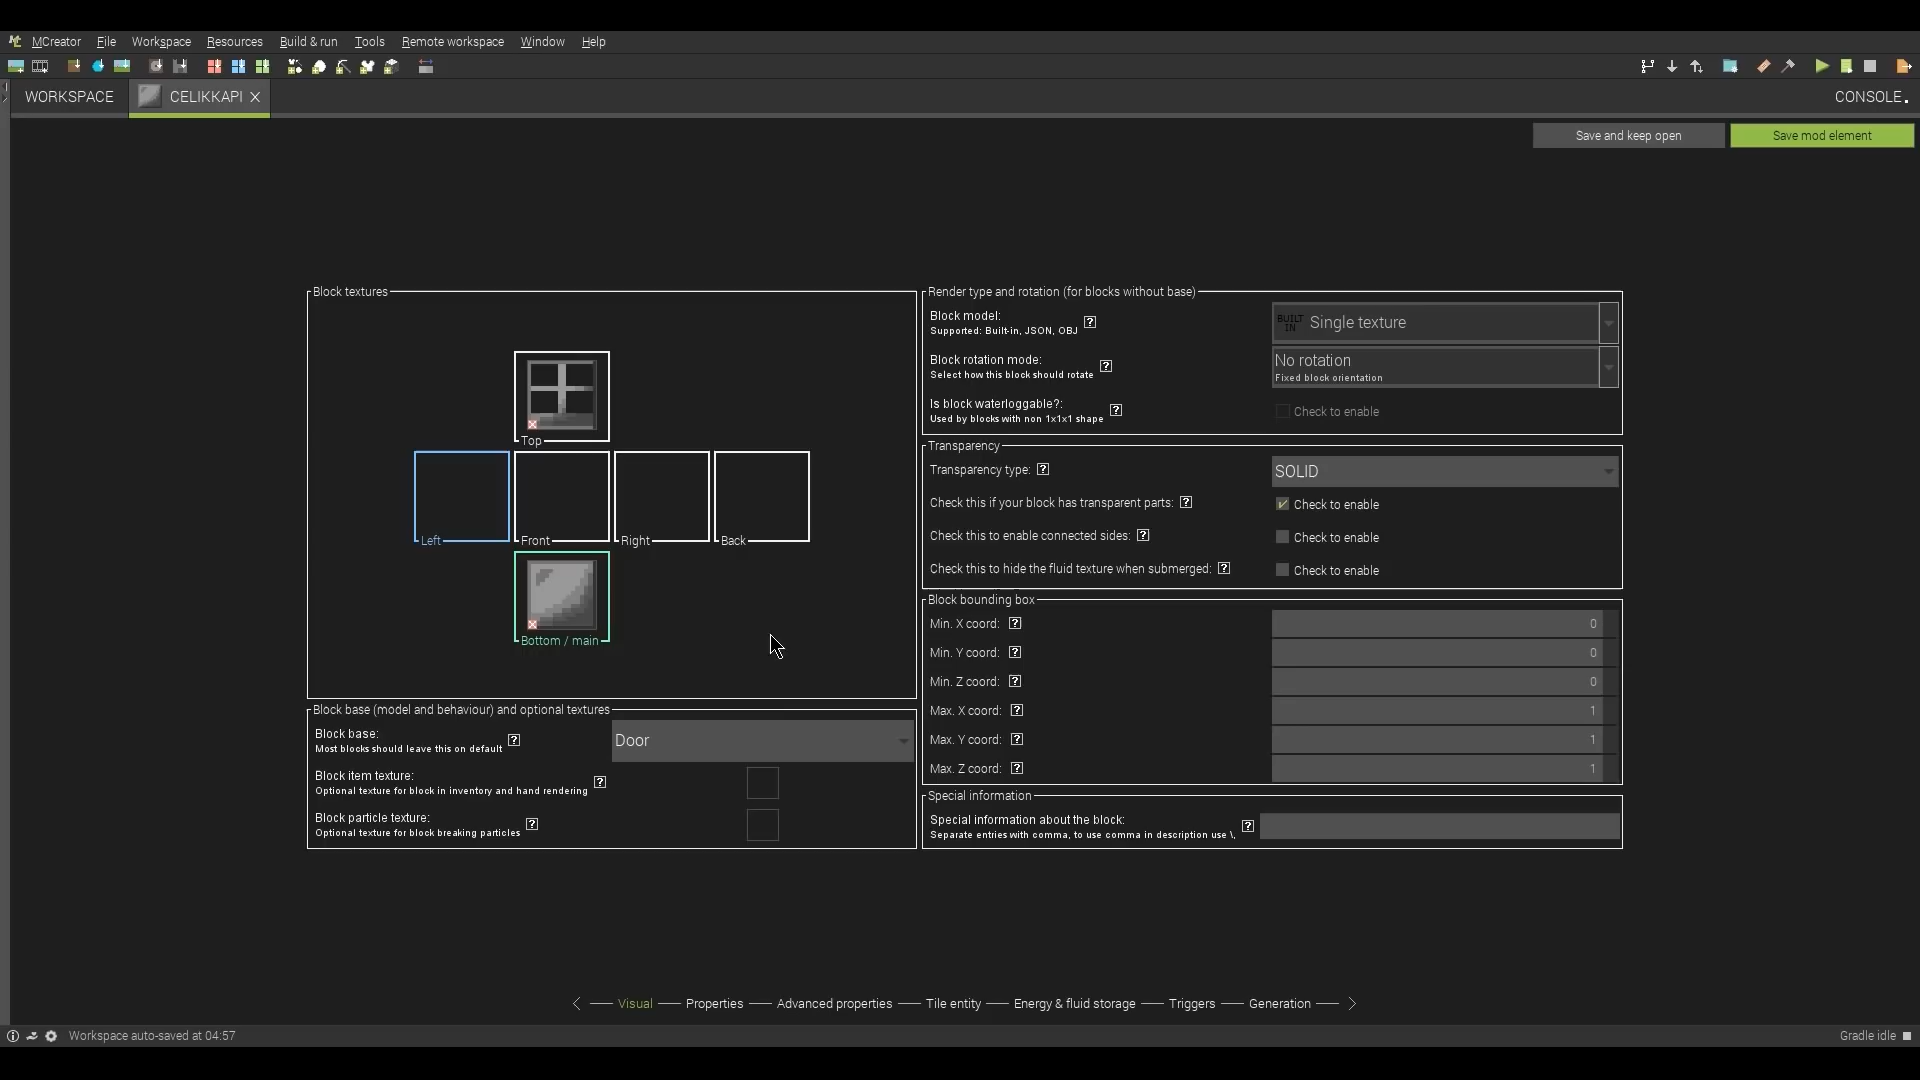 MCreator File Workspace Resources Build & run Tools Remote workspace Window Help
WORKSPACE CELIKKAPI CONSOLE
Save and keep open Save mod element
Block textures
Top
Left Front Right Back
Bottom / main
Block base (model and behaviour) and optional textures
Block base:
Most blocks should leave this on default
Door
Block item texture:
Optional texture for block in inventory and hand rendering
Block particle texture:
Optional texture for block breaking particles
Render type and rotation (for blocks without base)
Block model:
Supported: Built-in, JSON, OBJ
BUILT IN Single texture
Block rotation mode:
Select how this block should rotate
No rotation
Fixed block orientation
Is block waterloggable?:
Used by blocks with non 1x1x1 shape
Check to enable
Transparency
Transparency type: SOLID
Check this if your block has transparent parts: Check to enable
Check this to enable connected sides: Check to enable
Check this to hide the fluid texture when submerged: Check to enable
Block bounding box
Min. X coord: 0
Min. Y coord: 0
Min. Z coord: 0
Max. X coord: 1
Max. Y coord: 1
Max. Z coord: 1
Special information
Special information about the block:
Separate entries with comma, to use comma in description use \,
Visual Properties Advanced properties Tile entity Energy & fluid storage Triggers Generation
Workspace auto-saved at 04:57 Gradle idle